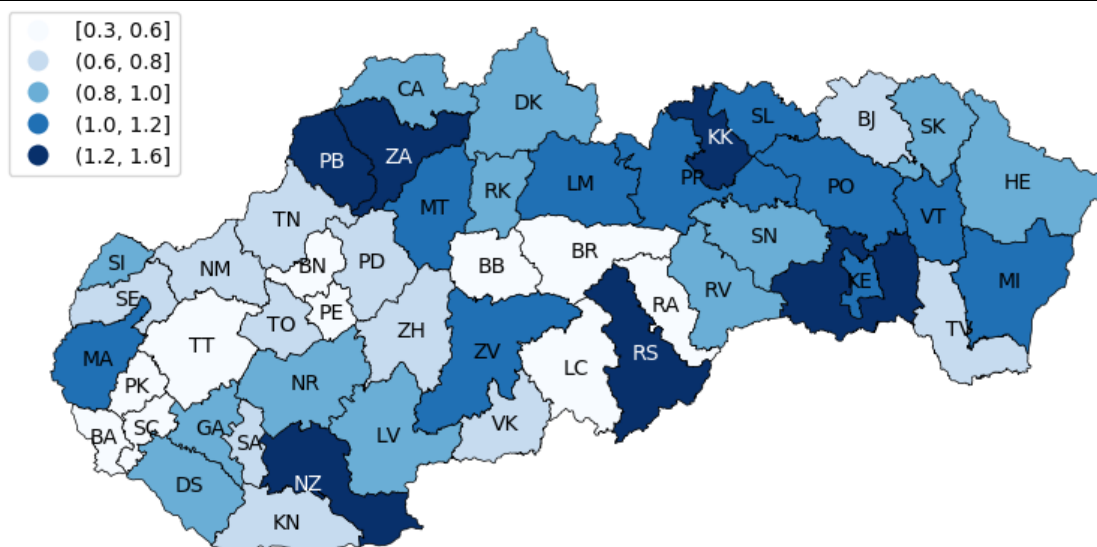 [0.3, 0.6]
(0.6, 0.8]
(0.8, 1.0]
(1.0, 1.2]
(1.2, 1.6]
CA
DK
KK
SL
BJ
SK
PB
ZA
RK
LM
PP
PO
HE
MT
VT
TN
SN
SI
NM
BN
PD
BB
BR
RV
KE
MI
SE
PE
TO
ZH
RA
TV
MA
TT
ZV
RS
LC
PK
NR
BA
SC
GA
SA
LV
VK
DS
NZ
KN